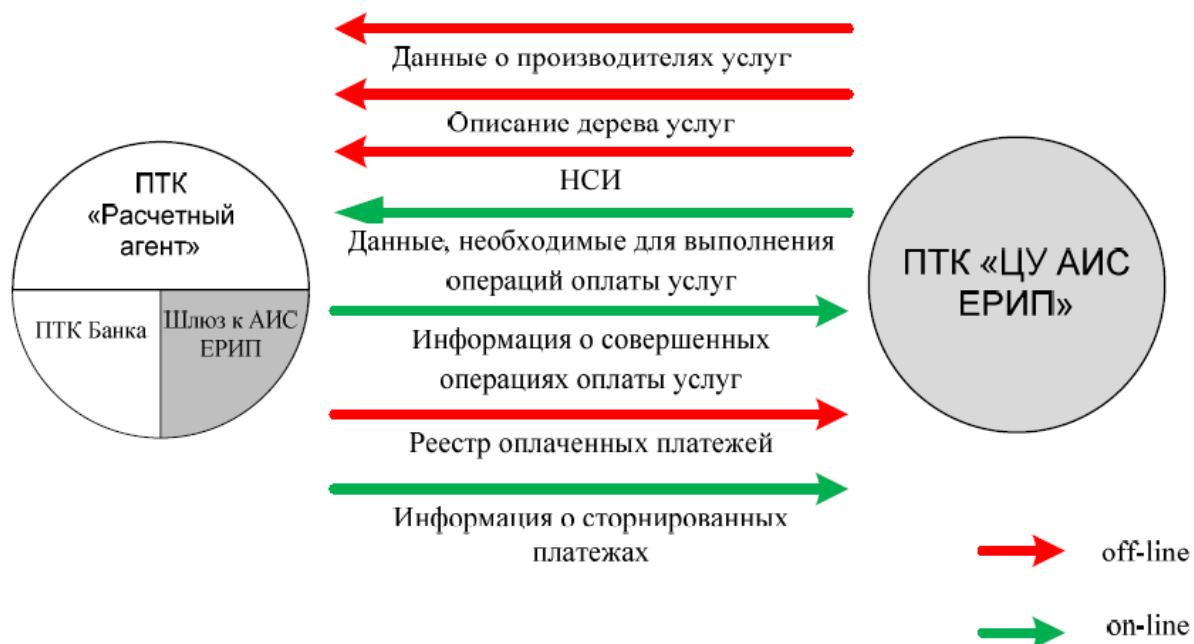 Данные о производителях услуг
Описание дерева услуг
НСИ
Данные, необходимые для выполнения
операций оплаты услуг
Информация о совершенных
операциях оплаты услуг
Реестр оплаченных платежей
Информация о сторнированных
платежах
ПТК
«Расчетный
агент»
ПТК Банка
Шлюз к АИС
ЕРИП
ПТК «ЦУ АИС
ЕРИП»
off-line
on-line